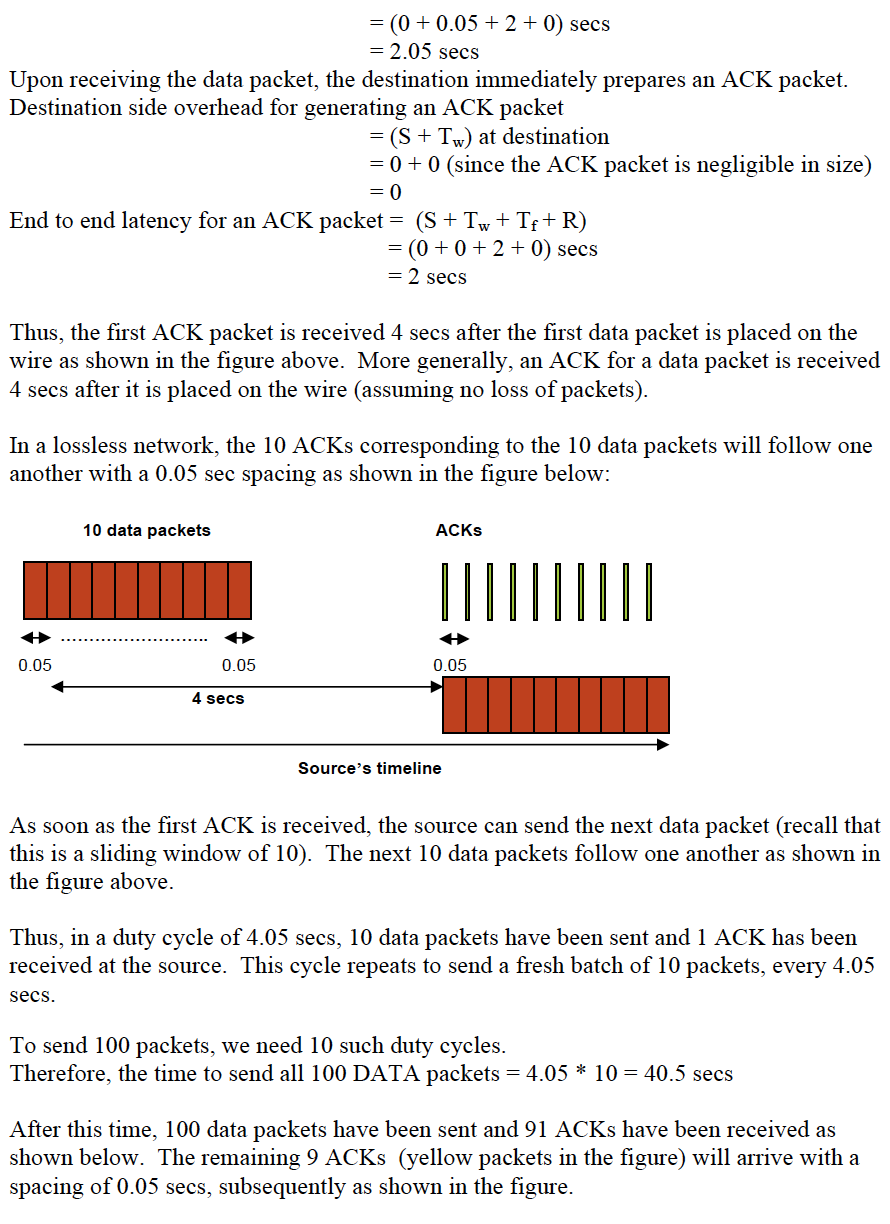 = (0 + 0.05 + 2 + 0) secs
= 2.05 secs
Upon receiving the data packet, the destination immediately prepares an ACK packet.
Destination side overhead for generating an ACK packet
= (S + Tw) at destination
= 0 + 0 (since the ACK packet is negligible in size)
= 0
End to end latency for an ACK packet = (S + Tw + Tf + R)
= (0 + 0 + 2 + 0) secs
= 2 secs
Thus, the first ACK packet is received 4 secs after the first data packet is placed on the
wire as shown in the figure above. More generally, an ACK for a data packet is received
4 secs after it is placed on the wire (assuming no loss of packets).
In a lossless network, the 10 ACKs corresponding to the 10 data packets will follow one
another with a 0.05 sec spacing as shown in the figure below:
10 data packets
ACKs
0.05
0.05
0.05
4 secs
Source's timeline
As soon as the first ACK is received, the source can send the next data packet (recall that
this is a sliding window of 10). The next 10 data packets follow one another as shown in
the figure above.
Thus, in a duty cycle of 4.05 secs, 10 data packets have been sent and 1 ACK has been
received at the source. This cycle repeats to send a fresh batch of 10 packets, every 4.05
secs.
To send 100 packets, we need 10 such duty cycles.
Therefore, the time to send all 100 DATA packets = 4.05 * 10 = 40.5 secs
After this time, 100 data packets have been sent and 91 ACKs have been received as
shown below. The remaining 9 ACKs (yellow packets in the figure) will arrive with a
spacing of 0.05 secs, subsequently as shown in the figure.